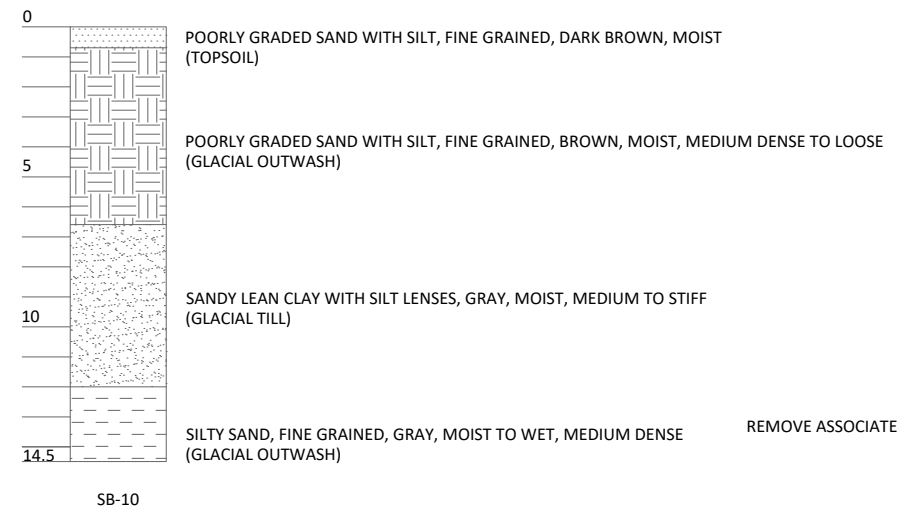 0
POORLY GRADED SAND WITH SILT, FINE GRAINED, DARK BROWN, MOIST
(TOPSOIL)
POORLY GRADED SAND WITH SILT, FINE GRAINED, BROWN, MOIST, MEDIUM DENSE TO LOOSE
(GLACIAL OUTWASH)
5
SANDY LEAN CLAY WITH SILT LENSES, GRAY, MOIST, MEDIUM TO STIFF
(GLACIAL TILL)
10
REMOVE ASSOCIATE
SILTY SAND, FINE GRAINED, GRAY, MOIST TO WET, MEDIUM DENSE
(GLACIAL OUTWASH)
14.5
SB-10